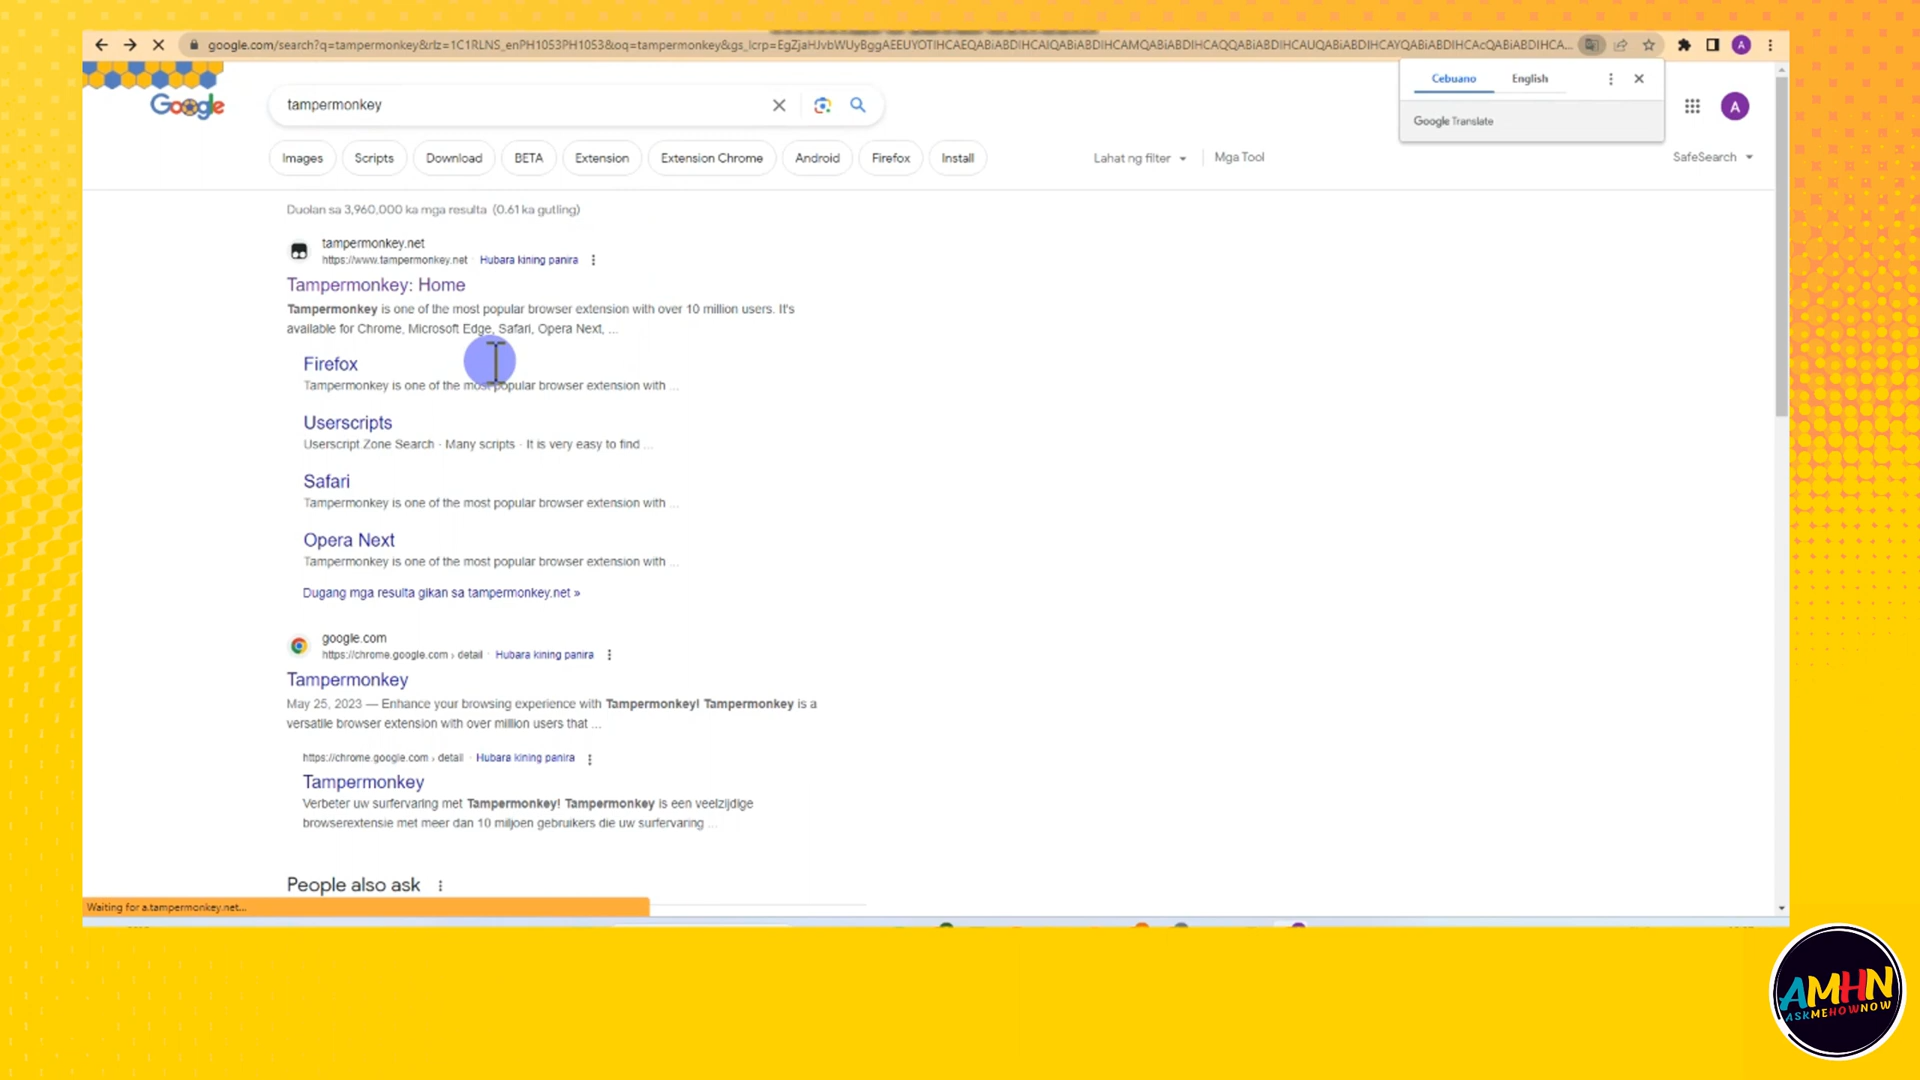 google.com/search?q=tampermonkey&rlz=1C1RLNS_enPH1053PH1053&oq=tampermonkey&gs_lcrp=EgZjaHJvbWUyBggAEEUYOTIHCAEQABiABDIHCAIQABiABDIHCAMQABiABDIHCAQQABiABDIHCAUQABiABDIHCAYQABiABDIHCAcQABiABDIHCA...
A
Cebuano English
Google Translate
Google
tampermonkey
A
Images Scripts Download BETA Extension Extension Chrome Android Firefox Install
Lahat ng filter Mga Tool
SafeSearch
Duolan sa 3,960,000 ka mga resulta (0.61 ka gutling)
tampermonkey.net
https://www.tampermonkey.net · Hubara kining panira
Tampermonkey: Home
Tampermonkey is one of the most popular browser extension with over 10 million users. It's
available for Chrome, Microsoft Edge, Safari, Opera Next, ...
Firefox
Tampermonkey is one of the most popular browser extension with ...
Userscripts
Userscript Zone Search · Many scripts · It is very easy to find ...
Safari
Tampermonkey is one of the most popular browser extension with ...
Opera Next
Tampermonkey is one of the most popular browser extension with ...
Dugang mga resulta gikan sa tampermonkey.net »
google.com
https://chrome.google.com › detail · Hubara kining panira
Tampermonkey
May 25, 2023 — Enhance your browsing experience with Tampermonkey! Tampermonkey is a
versatile browser extension with over million users that ...
https://chrome.google.com › detail · Hubara kining panira
Tampermonkey
Verbeter uw surfervaring met Tampermonkey! Tampermonkey is een veelzijdige
browserextensie met meer dan 10 miljoen gebruikers die uw surfervaring ...
People also ask
Waiting for a.tampermonkey.net...
AMHN
ASKMEHOWNOW